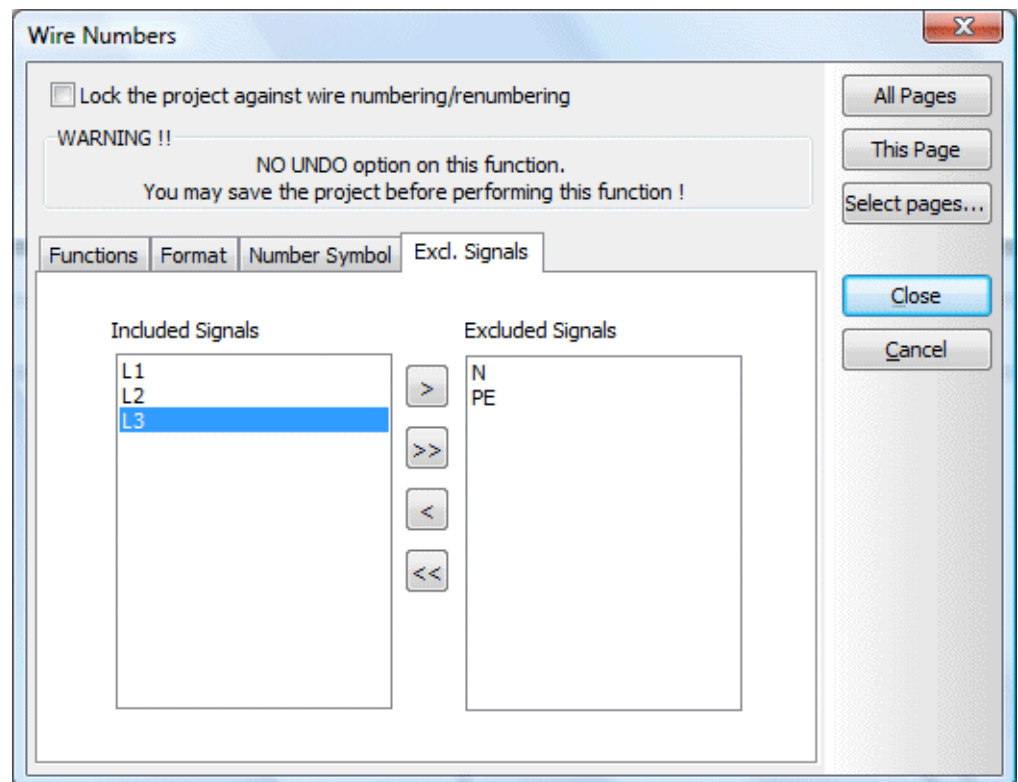 Wire Numbers
Lock the project against wire numbering/renumbering
WARNING !!
NO UNDO option on this function.
You may save the project before performing this function !
All Pages
This Page
Select pages...
Close
Cancel
Functions
Format
Number Symbol
Excl. Signals
Included Signals
L1
L2
L3
>
>>
<
<<
Excluded Signals
N
PE